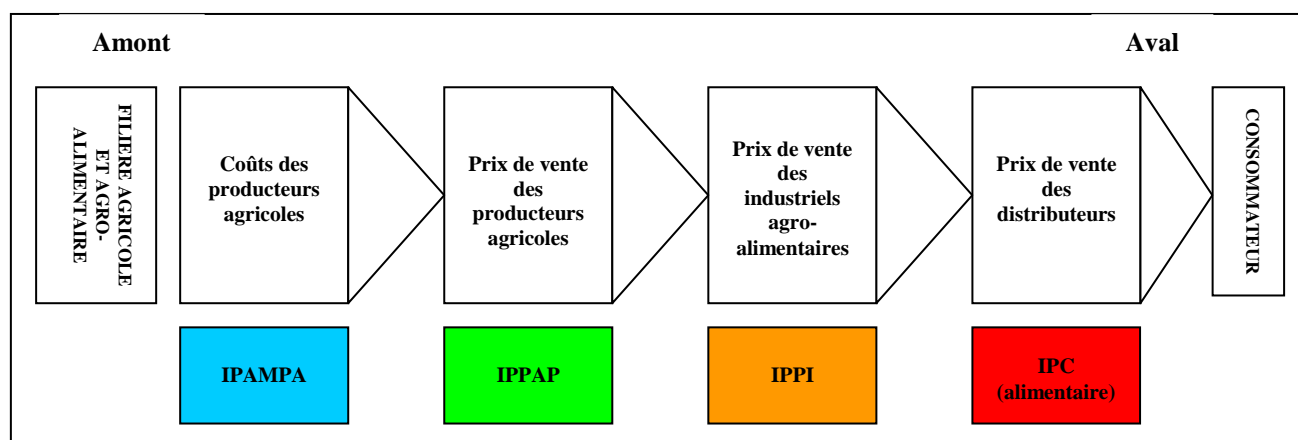 Amont
Aval
FILIERE AGRICOLE
ET AGRO-
ALIMENTAIRE
Coûts des
producteurs
agricoles
Prix de vente
des
producteurs
agricoles
Prix de vente
des
industriels
agro-
alimentaires
Prix de vente
des
distributeurs
CONSOMMATEUR
IPAMPA
IPPAP
IPPI
IPC
(alimentaire)